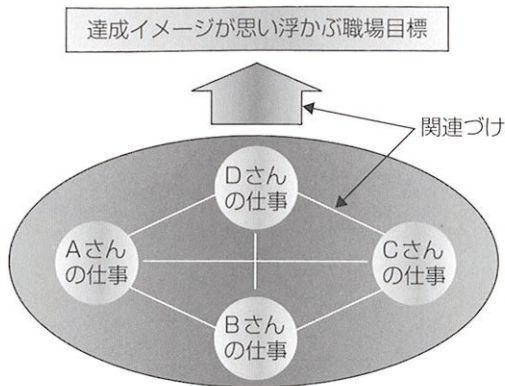 達成イメージが思い浮かぶ職場目標
関連づけ
Dさん
の仕事
Aさん
の仕事
Cさん
の仕事
Bさん
の仕事